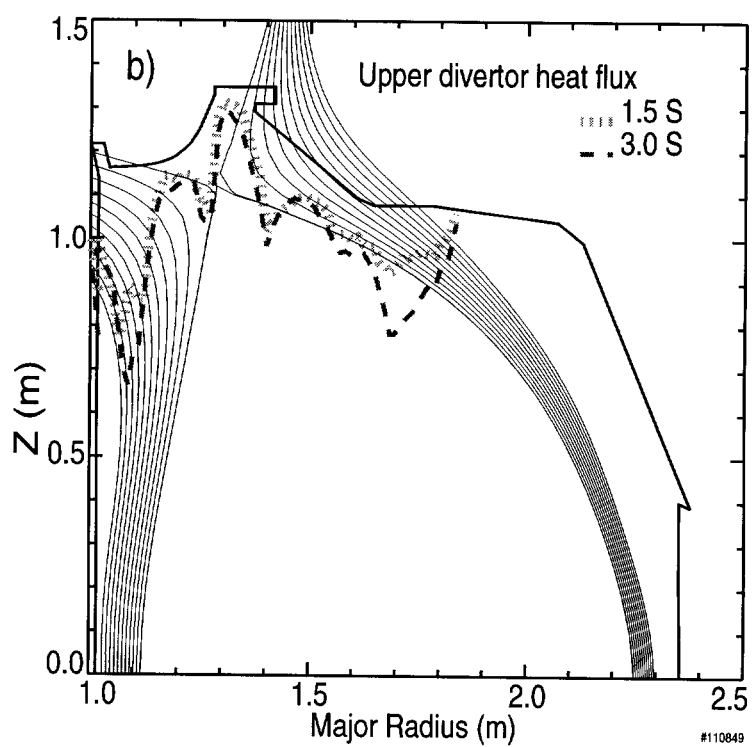 1.5
b)
Upper divertor heat flux
1.5 S
3.0 S
1.0
Z (m)
0.5
0.0
1.0 1.5 2.0 2.5
Major Radius (m)
#110849